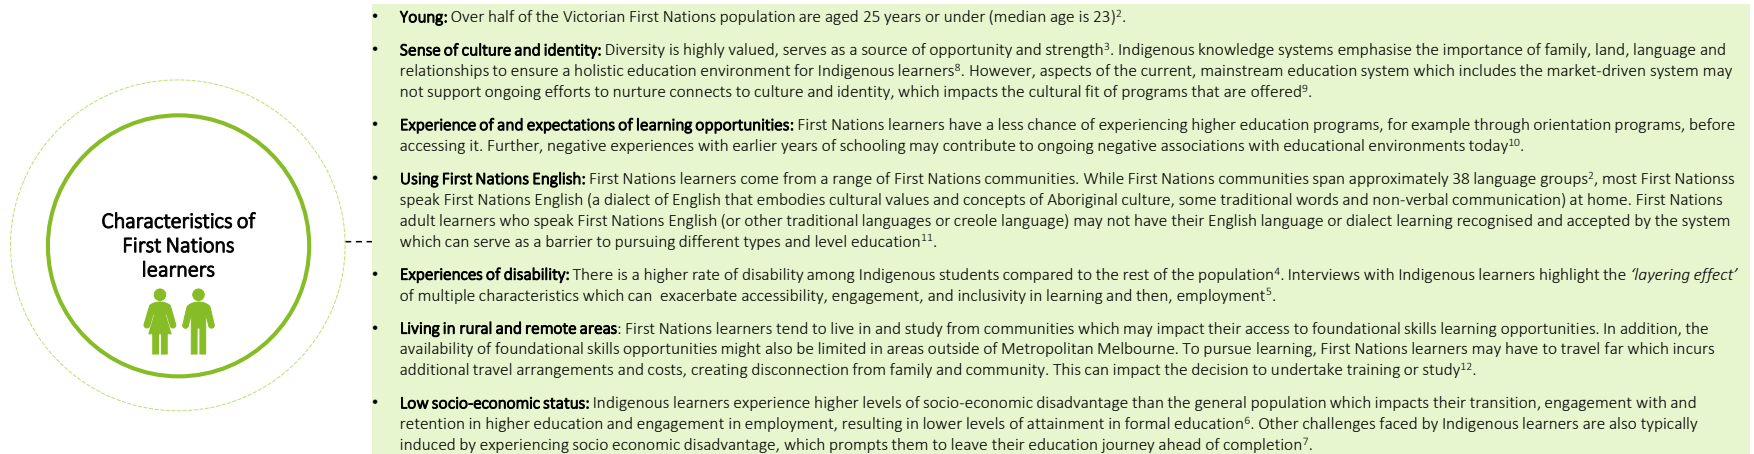 Characteristics of
First Nations
learners
• Young: Over half of the Victorian First Nations population are aged 25 years or under (median age is 23)².
• Sense of culture and identity: Diversity is highly valued, serves as a source of opportunity and strength³. Indigenous knowledge systems emphasise the importance of family, land, language and
relationships to ensure a holistic education environment for Indigenous learners⁸. However, aspects of the current, mainstream education system which includes the market-driven system may
not support ongoing efforts to nurture connects to culture and identity, which impacts the cultural fit of programs that are offered⁹.
• Experience of and expectations of learning opportunities: First Nations learners have a less chance of experiencing higher education programs, for example through orientation programs, before
accessing it. Further, negative experiences with earlier years of schooling may contribute to ongoing negative associations with educational environments today¹⁰.
• Using First Nations English: First Nations learners come from a range of First Nations communities. While First Nations communities span approximately 38 language groups², most First Nationss
speak First Nations English (a dialect of English that embodies cultural values and concepts of Aboriginal culture, some traditional words and non-verbal communication) at home. First Nations
adult learners who speak First Nations English (or other traditional languages or creole language) may not have their English language or dialect learning recognised and accepted by the system
which can serve as a barrier to pursuing different types and level education¹¹.
• Experiences of disability: There is a higher rate of disability among Indigenous students compared to the rest of the population⁴. Interviews with Indigenous learners highlight the ‘layering effect’
of multiple characteristics which can exacerbate accessibility, engagement, and inclusivity in learning and then, employment⁵.
• Living in rural and remote areas: First Nations learners tend to live in and study from communities which may impact their access to foundational skills learning opportunities. In addition, the
availability of foundational skills opportunities might also be limited in areas outside of Metropolitan Melbourne. To pursue learning, First Nations learners may have to travel far which incurs
additional travel arrangements and costs, creating disconnection from family and community. This can impact the decision to undertake training or study¹².
• Low socio-economic status: Indigenous learners experience higher levels of socio-economic disadvantage than the general population which impacts their transition, engagement with and
retention in higher education and engagement in employment, resulting in lower levels of attainment in formal education⁶. Other challenges faced by Indigenous learners are also typically
induced by experiencing socio economic disadvantage, which prompts them to leave their education journey ahead of completion⁷.